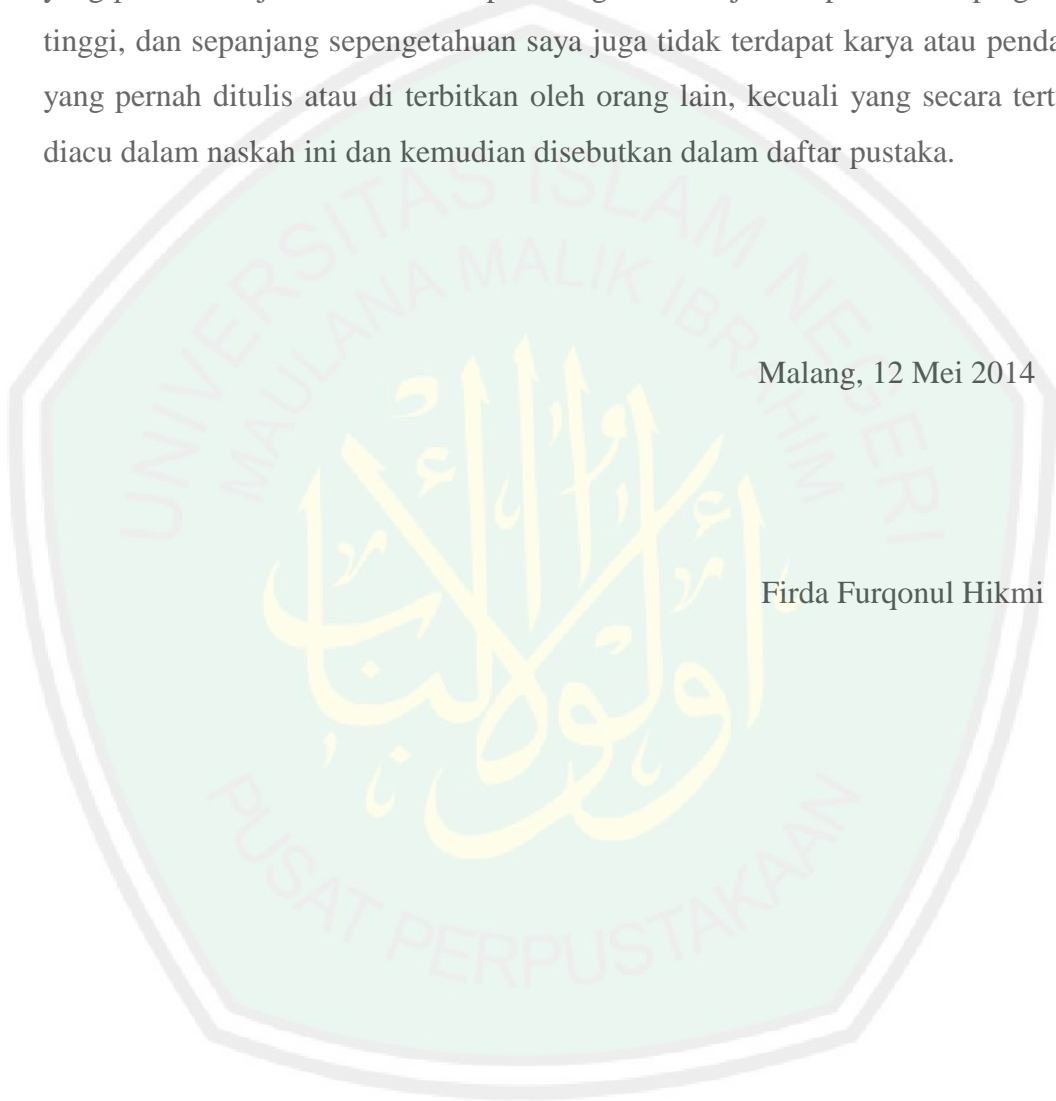 tinggi, dan sepanjang sepengetahuan saya juga tidak terdapat karya atau
yang pernah ditulis atau di terbitkan oleh orang lain, kecuali yang secara
diacu dalam naskah ini dan kemudian disebutkan dalam daftar pustaka.
UNIVERSITAS ISLAM NEGERI
MAULANA MALIK IBRAHIM
Malang, 12 Mei 2014
Firda Furqonul Hikmi
أولوا الألباب
PUSAT PERPUSTAKAAN